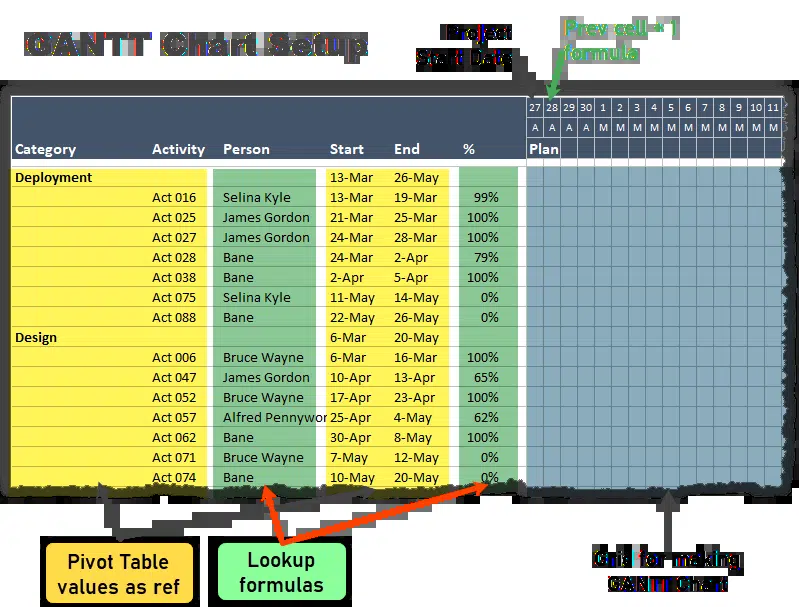 GANTT Chart Setup
Project
Start Date
Prev cell + 1
formula
27 28 29 30 1 2 3 4 5 6 7 8 9 10 11
A A A A M M M M M M M M M M M
Category Activity Person Start End % Plan
Deployment 13-Mar 26-May
Act 016 Selina Kyle 13-Mar 19-Mar 99%
Act 025 James Gordon 21-Mar 25-Mar 100%
Act 027 James Gordon 24-Mar 28-Mar 100%
Act 028 Bane 24-Mar 2-Apr 79%
Act 038 Bane 2-Apr 5-Apr 100%
Act 075 Selina Kyle 11-May 14-May 0%
Act 088 Bane 22-May 26-May 0%
Design 6-Mar 20-May
Act 006 Bruce Wayne 6-Mar 16-Mar 100%
Act 047 James Gordon 10-Apr 13-Apr 65%
Act 052 Bruce Wayne 17-Apr 23-Apr 100%
Act 057 Alfred Pennywor 25-Apr 4-May 62%
Act 062 Bane 30-Apr 8-May 100%
Act 071 Bruce Wayne 7-May 12-May 0%
Act 074 Bane 10-May 20-May 0%
Pivot Table
values as ref
Lookup
formulas
Grid for making
GANTT Chart